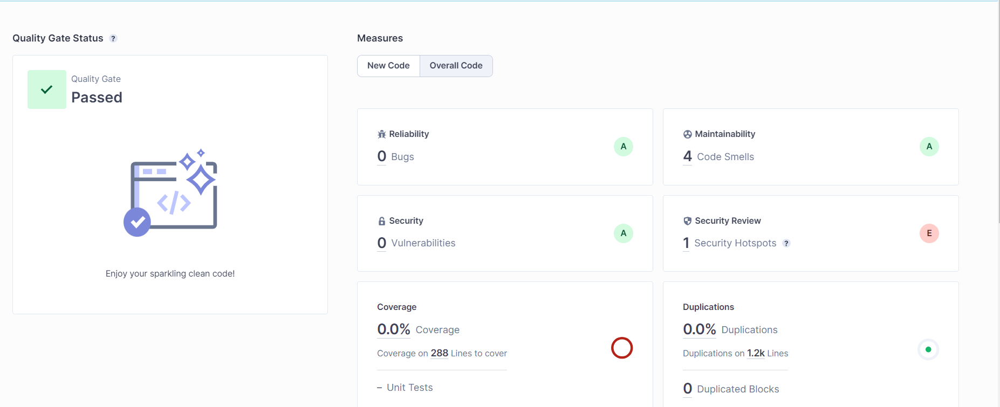 Quality Gate Status ?
Quality Gate
Passed
Enjoy your sparkling clean code!
Measures
New Code
Overall Code
Reliability
0 Bugs
A
Maintainability
4 Code Smells
A
Security
0 Vulnerabilities
A
Security Review
1 Security Hotspots ?
E
Coverage
0.0% Coverage
Coverage on 288 Lines to cover
– Unit Tests
Duplications
0.0% Duplications
Duplications on 1.2k Lines
0 Duplicated Blocks